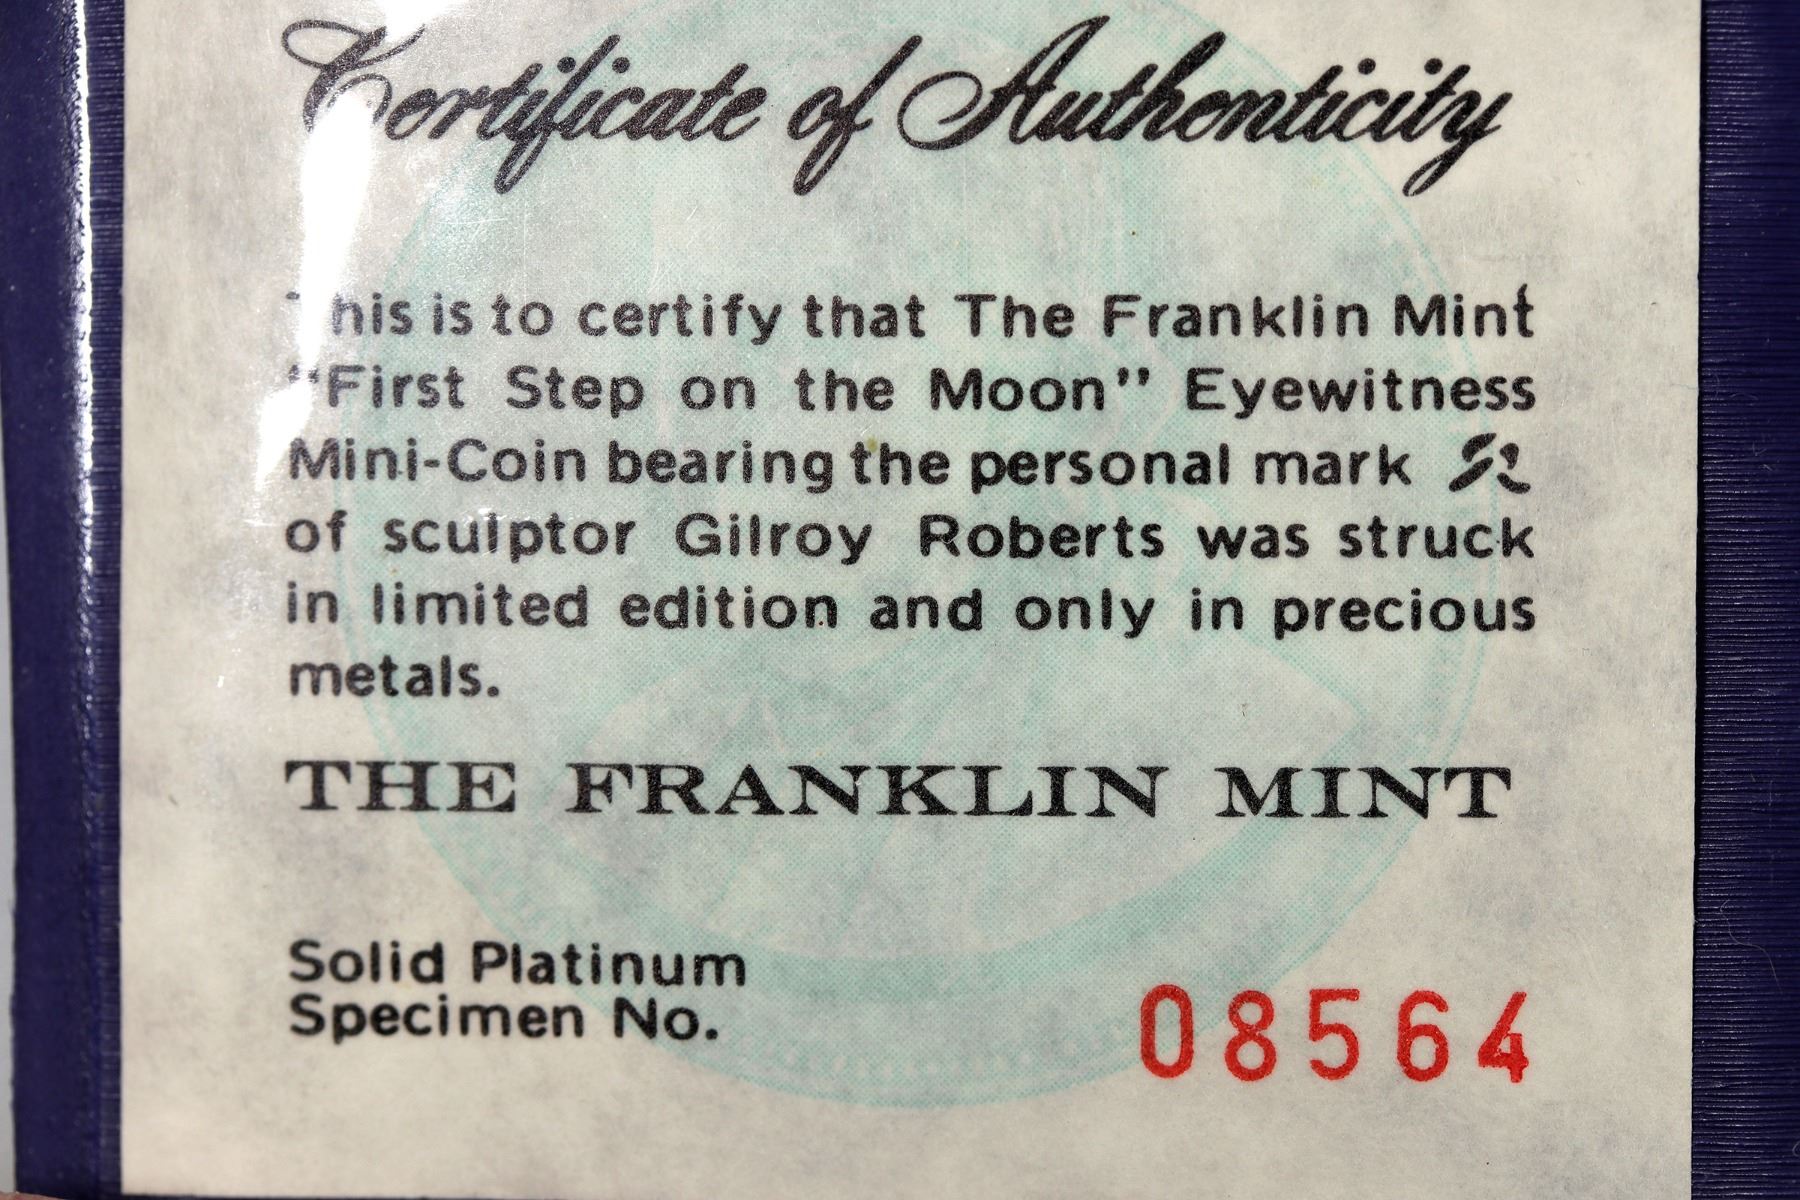 Certificate of Authenticity
This is to certify that The Franklin Mint
“First Step on the Moon” Eyewitness
Mini-Coin bearing the personal mark
of sculptor Gilroy Roberts was struck
in limited edition and only in precious
metals.
THE FRANKLIN MINT
Solid Platinum
Specimen No.
08564